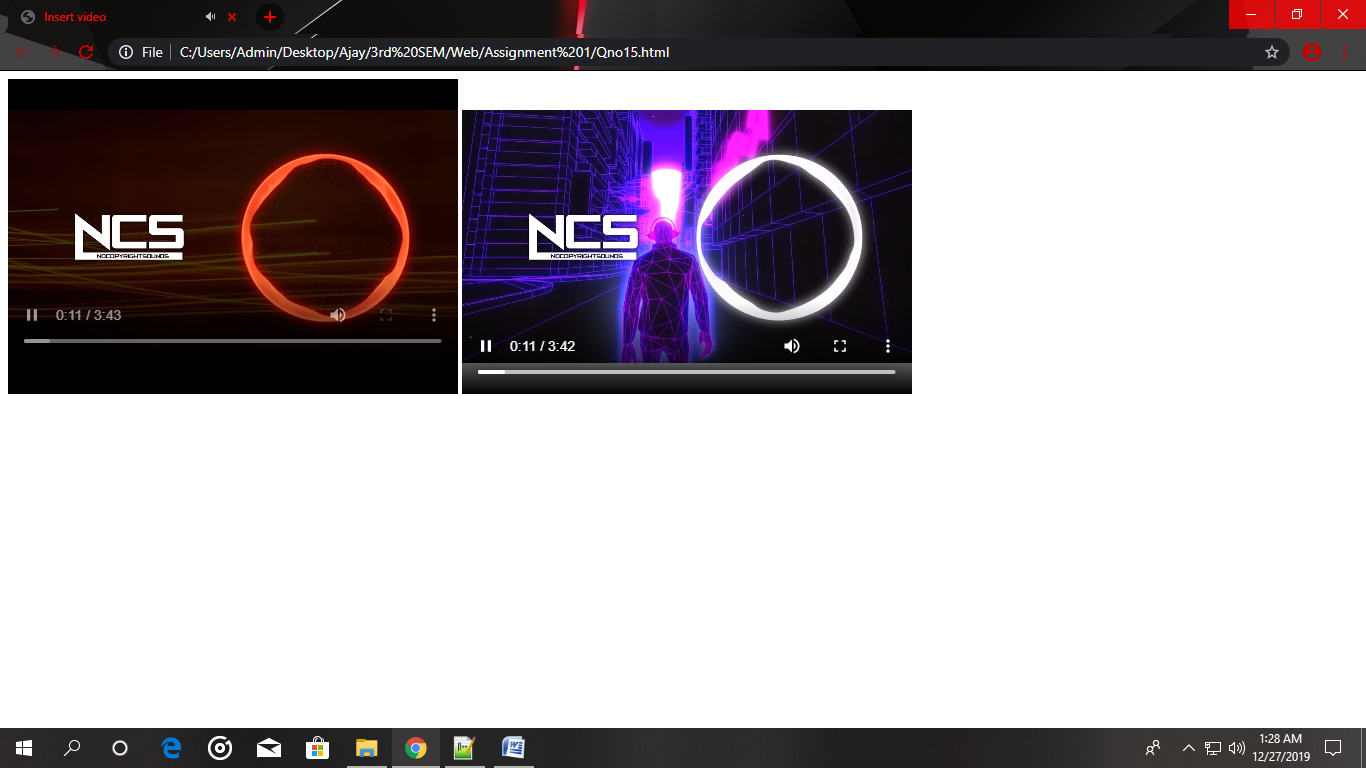 Insert video
File C:/Users/Admin/Desktop/Ajay/3rd%20SEM/Web/Assignment%201/Qno15.html
NCS
NOCOPYRIGHTSOUNDS
0:11 / 3:43
NCS
NOCOPYRIGHTSOUNDS
0:11 / 3:42
1:28 AM
12/27/2019